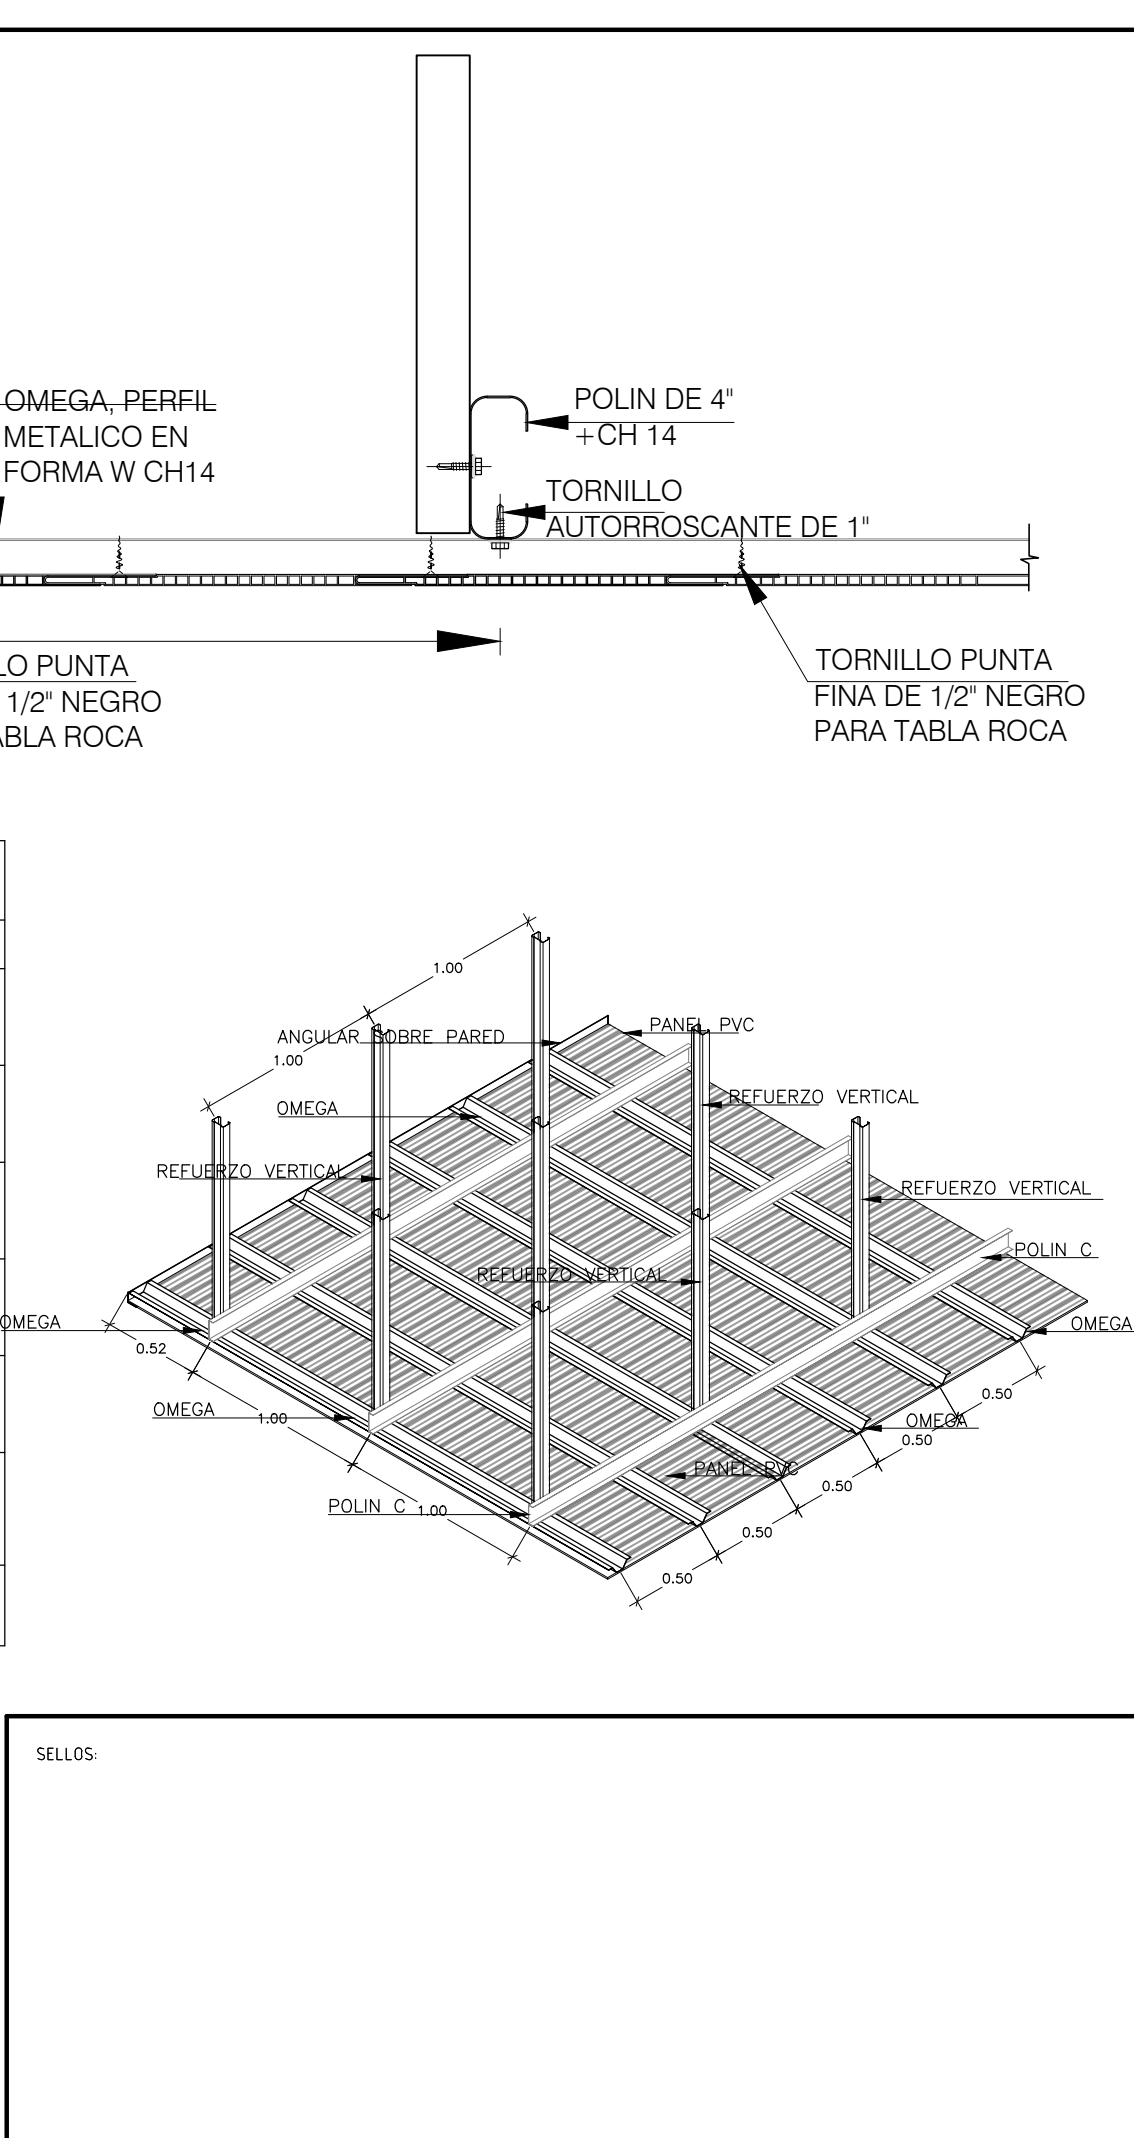 OMEGA, PERFIL
METALICO EN
FORMA W CH14
POLIN DE 4"
+CH 14
TORNILLO
AUTORROSCANTE DE 1"
LO PUNTA
1/2" NEGRO
ABLA ROCA
TORNILLO PUNTA
FINA DE 1/2" NEGRO
PARA TABLA ROCA
1.00
1.00
ANGULAR SOBRE PARED
PANEL PVC
OMEGA
REFUERZO VERTICAL
REFUERZO VERTICAL
REFUERZO VERTICAL
POLIN C
REFUERZO VERTICAL
OMEGA
OMEGA
0.52
0.50
OMEGA
1.00
OMEGA
0.50
PANEL PVC
0.50
POLIN C
1.00
0.50
0.50
SELLOS: